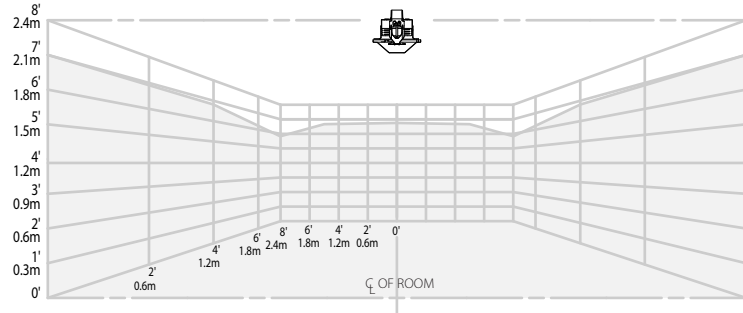 8'
2.4m
7'
2.1m
6'
1.8m
5'
1.5m
4'
1.2m
3'
0.9m
2'
0.6m
1'
0.3m
0'
2'
0.6m
4'
1.2m
6'
1.8m
8'
2.4m
6'
1.8m
4'
1.2m
2'
0.6m
0'
℄ OF ROOM